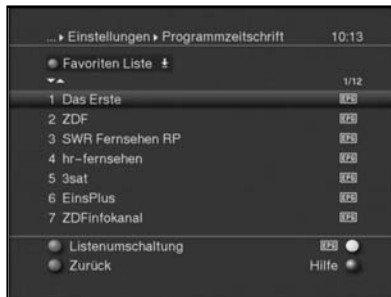 ... ▸ Einstellungen ▸ Programmzeitschrift 10:13
Favoriten Liste
1/12
1 Das Erste EPG
2 ZDF EPG
3 SWR Fernsehen RP EPG
4 hr-fernsehen EPG
5 3sat EPG
6 EinsPlus EPG
7 ZDFinfokanal EPG
Listenumschaltung EPG
Zurück Hilfe